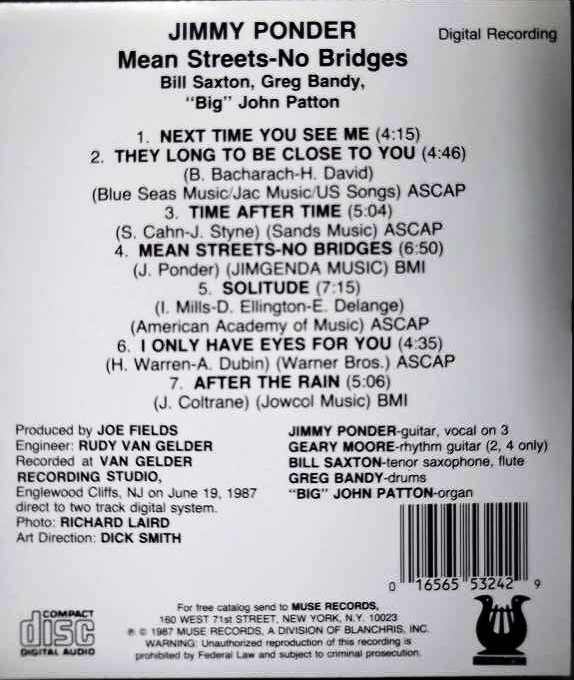 JIMMY PONDER
Digital Recording
Mean Streets-No Bridges
Bill Saxton, Greg Bandy,
"Big" John Patton
1. NEXT TIME YOU SEE ME (4:15)
2. THEY LONG TO BE CLOSE TO YOU (4:46)
(B. Bacharach-H. David)
(Blue Seas Music/Jac Music/US Songs) ASCAP
3. TIME AFTER TIME (5:04)
(S. Cahn-J. Styne) (Sands Music) ASCAP
4. MEAN STREETS-NO BRIDGES (6:50)
(J. Ponder) (JIMGENDA MUSIC) BMI
5. SOLITUDE (7:15)
(I. Mills-D. Ellington-E. Delange)
(American Academy of Music) ASCAP
6. I ONLY HAVE EYES FOR YOU (4:35)
(H. Warren-A. Dubin) (Warner Bros.) ASCAP
7. AFTER THE RAIN (5:06)
(J. Coltrane) (Jowcol Music) BMI
Produced by JOE FIELDS
Engineer: RUDY VAN GELDER
Recorded at VAN GELDER
RECORDING STUDIO,
Englewood Cliffs, NJ on June 19, 1987
direct to two track digital system.
Photo: RICHARD LAIRD
Art Direction: DICK SMITH
JIMMY PONDER-guitar, vocal on 3
GEARY MOORE-rhythm guitar (2, 4 only)
BILL SAXTON-tenor saxophone, flute
GREG BANDY-drums
"BIG" JOHN PATTON-organ
0 16565 53242 9
COMPACT
disc
DIGITAL AUDIO
For free catalog send to MUSE RECORDS,
160 WEST 71st STREET, NEW YORK, N.Y. 10023
℗ © 1987 MUSE RECORDS, A DIVISION OF BLANCHRIS, INC.
WARNING: Unauthorized reproduction of this recording is
prohibited by Federal Law and subject to criminal prosecution.